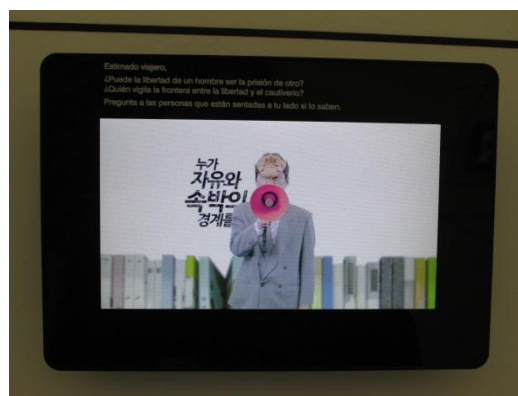 Estimado viajero,
¿Puede la libertad de un hombre ser la prisión de otro?
¿Quién vigila la frontera entre la libertad y el cautiverio?
Pregunta a las personas que están sentadas a tu lado si lo saben.
누가
자유와
속박의
경계를